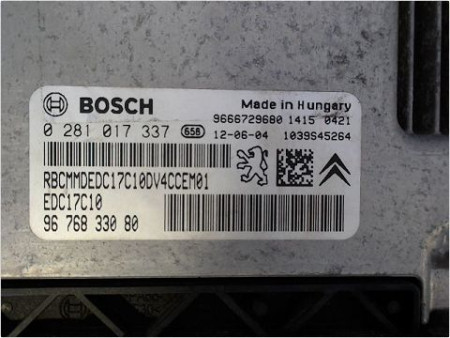 BOSCH
Made in Hungary
9666729680 1415 0421
0 281 017 337 658 12-06-04 1039S45264
RBCMMDEDC17C10DV4CCEM01
EDC17C10
96 768 330 80